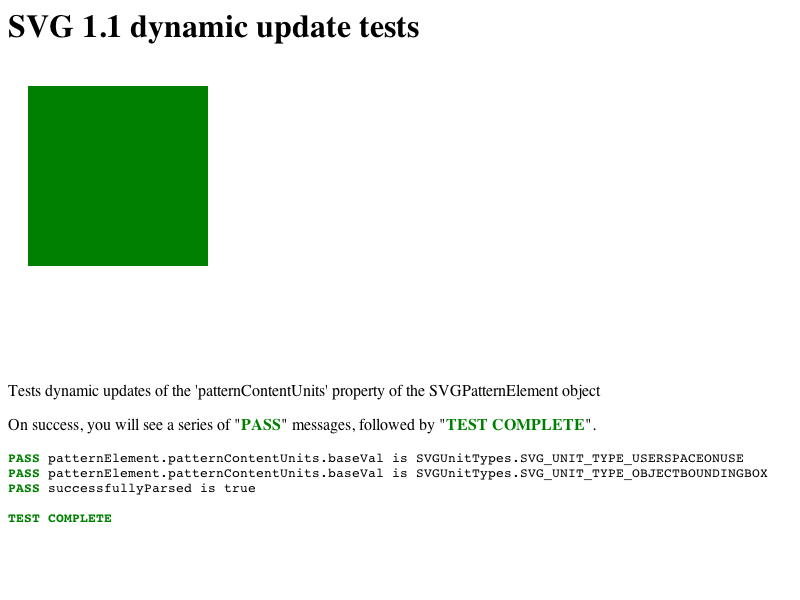 SVG 1.1 dynamic update tests
Tests dynamic updates of the 'patternContentUnits' property of the SVGPatternElement object
On success, you will see a series of "PASS" messages, followed by "TEST COMPLETE".
PASS patternElement.patternContentUnits.baseVal is SVGUnitTypes.SVG_UNIT_TYPE_USERSPACEONUSE
PASS patternElement.patternContentUnits.baseVal is SVGUnitTypes.SVG_UNIT_TYPE_OBJECTBOUNDINGBOX
PASS successfullyParsed is true
TEST COMPLETE